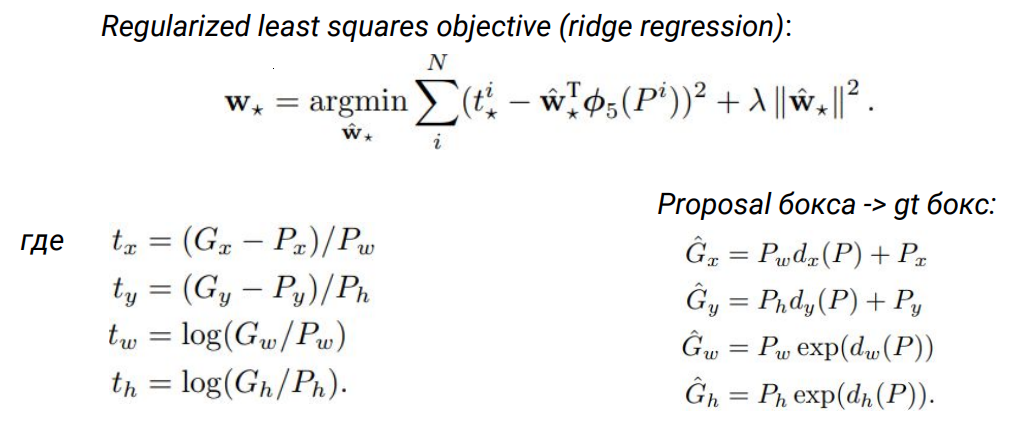 Regularized least squares objective (ridge regression):
w⋆ = argmin_{ŵ⋆} ∑_{i}^{N} (t⋆^i − ŵ⋆^T ϕ₅(P^i))² + λ ‖ŵ⋆‖² .
Proposal бокса -> gt бокс:
где
t_x = (G_x − P_x)/P_w
t_y = (G_y − P_y)/P_h
t_w = log(G_w/P_w)
t_h = log(G_h/P_h).
Ĝ_x = P_w d_x(P) + P_x
Ĝ_y = P_h d_y(P) + P_y
Ĝ_w = P_w exp(d_w(P))
Ĝ_h = P_h exp(d_h(P)).